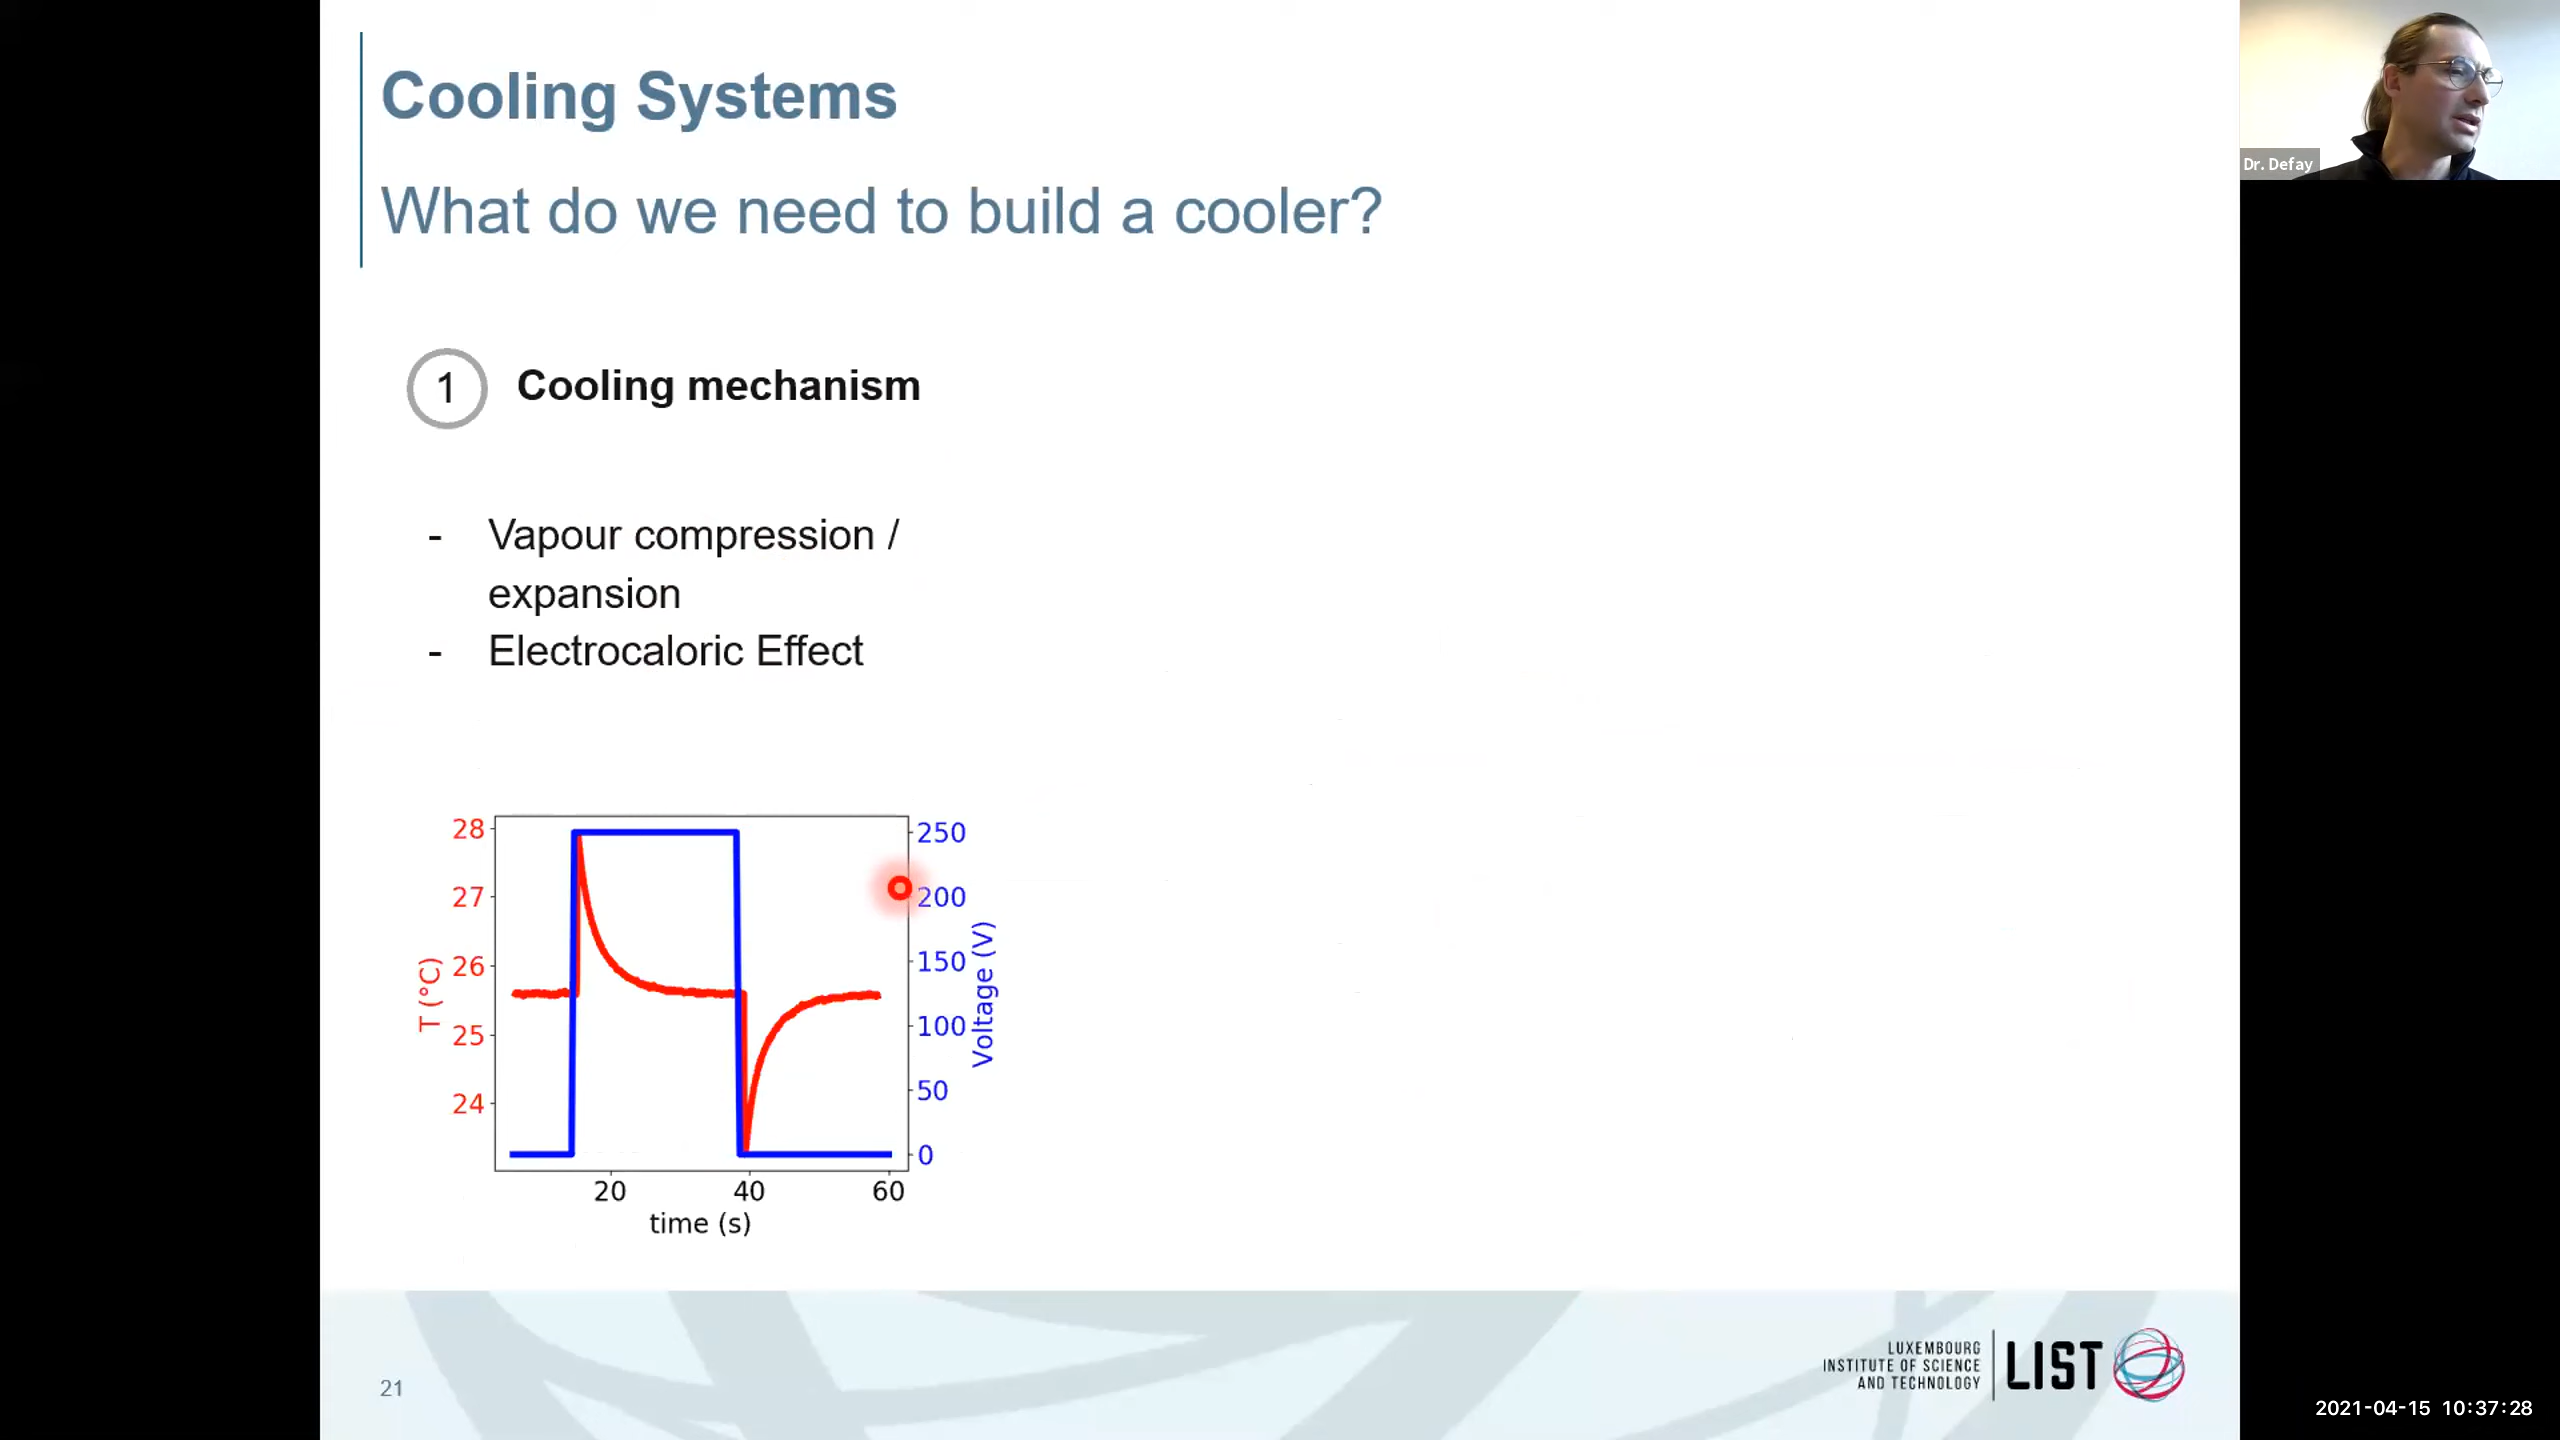 Cooling Systems
What do we need to build a cooler?
Dr. Defay
1 Cooling mechanism
- Vapour compression /
expansion
- Electrocaloric Effect
28
27
26
25
24
T (°C)
250
200
150
100
50
0
Voltage (V)
20 40 60
time (s)
21
LUXEMBOURG
INSTITUTE OF SCIENCE
AND TECHNOLOGY
LIST
2021-04-15 10:37:28